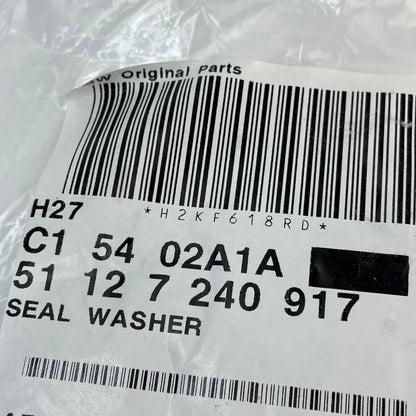 Original Parts
*H2KF618RD*
H27
C1 54 02A1A
51 12 7 240 917
SEAL WASHER